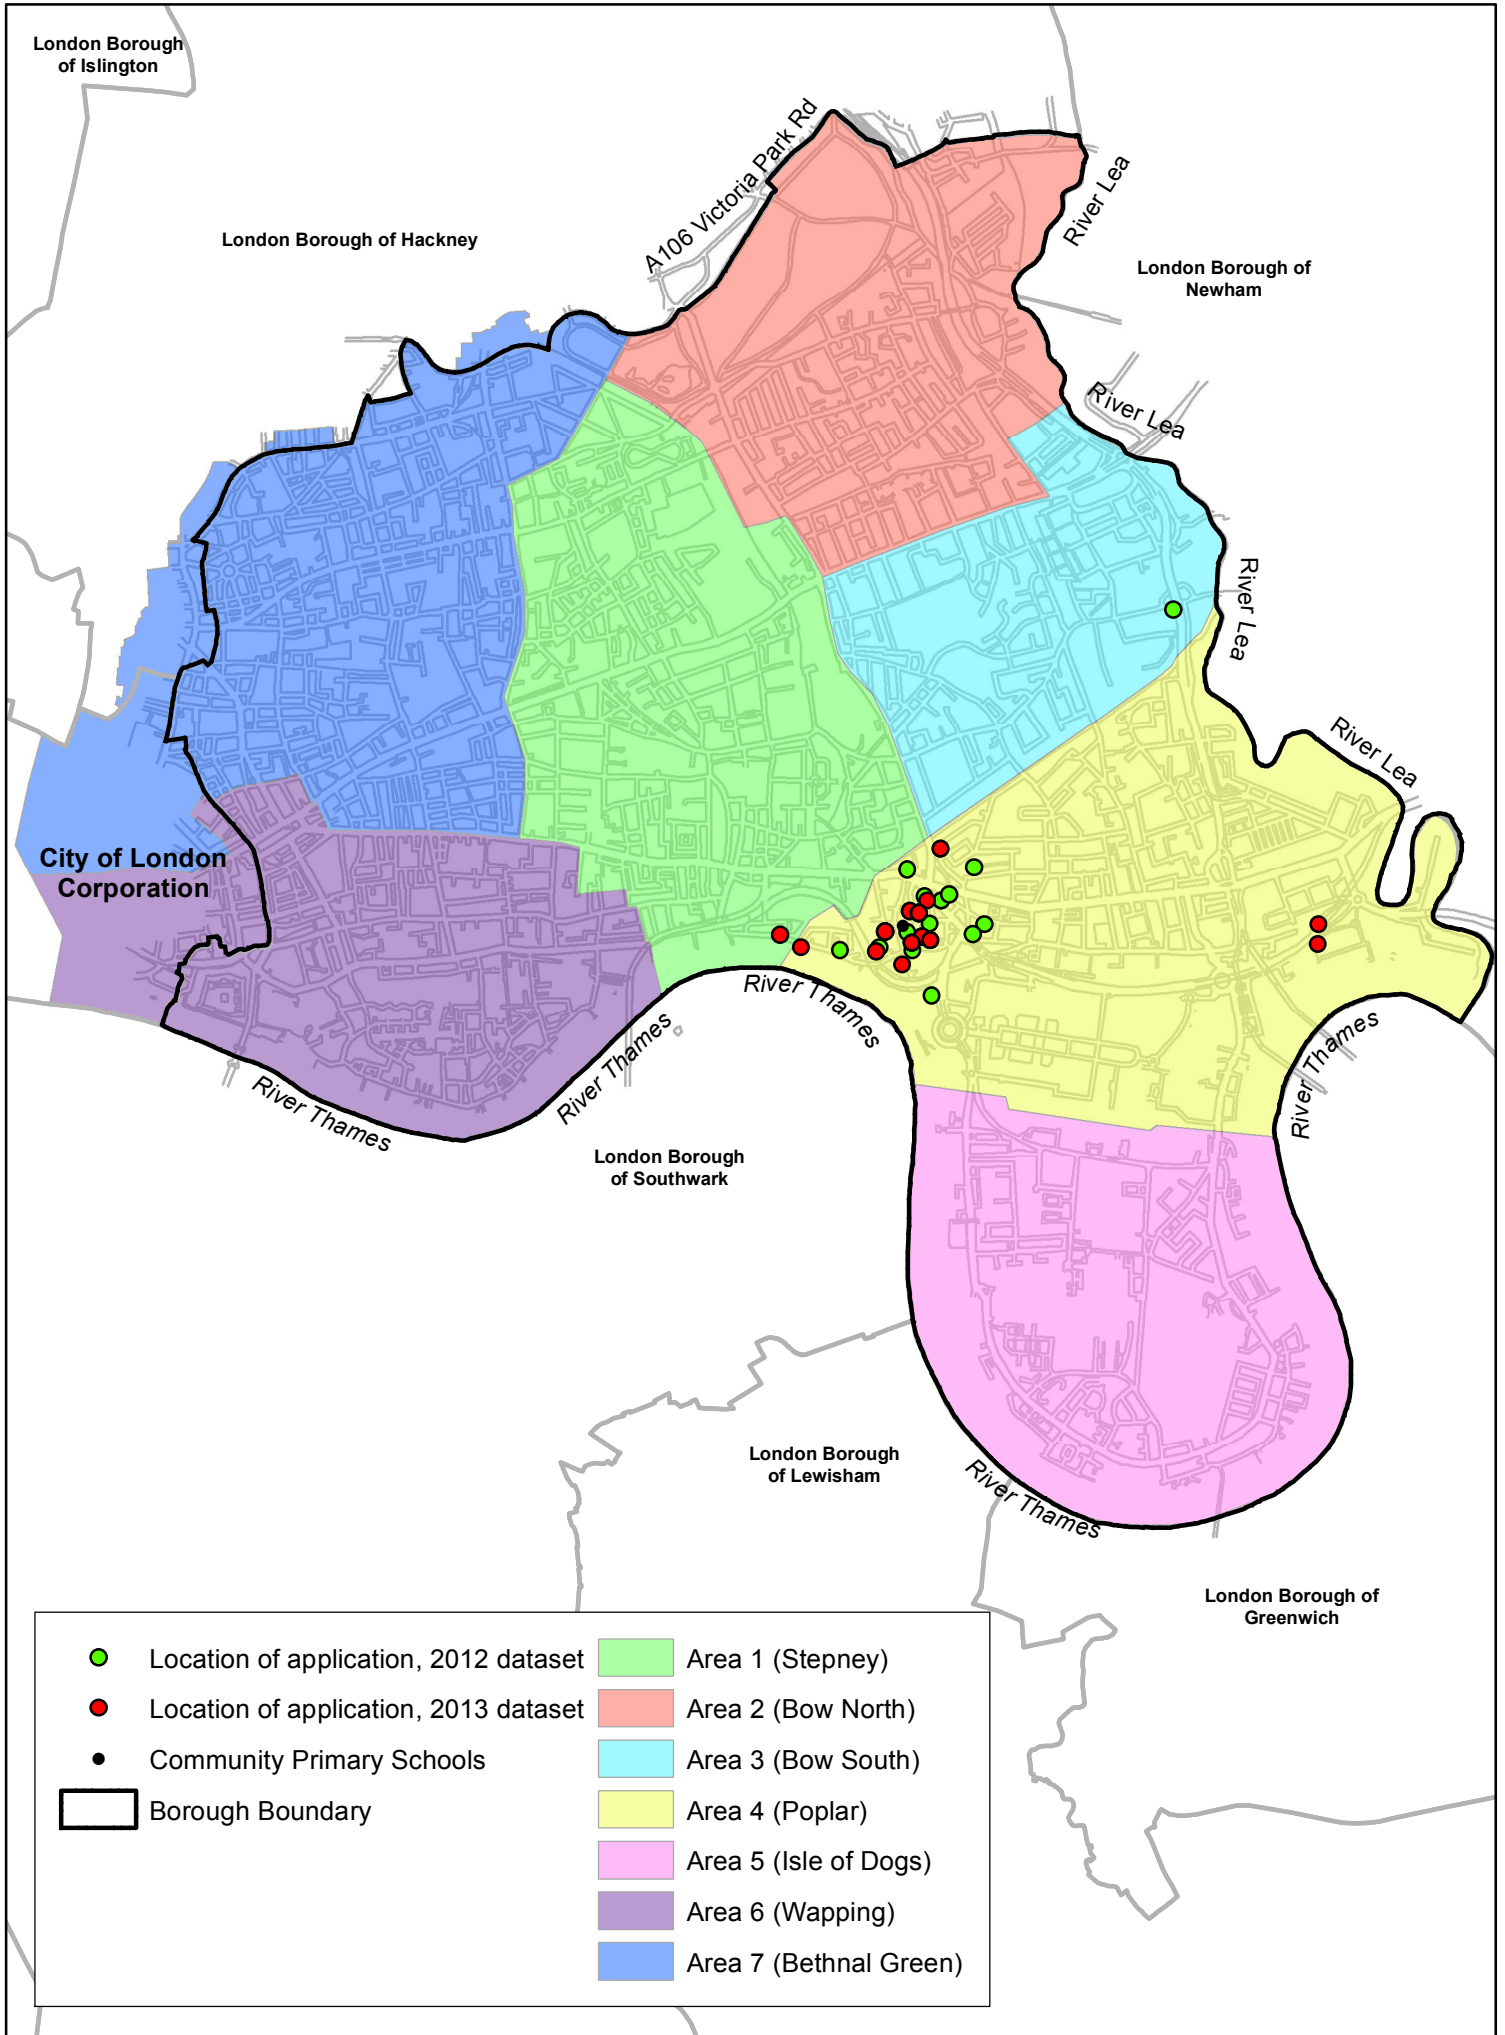 London Borough
of Islington
A106 Victoria Park Rd
River Lea
London Borough of Hackney
London Borough of
Newham
River Lea
River Lea
River Lea
City of London
Corporation
River Thames
River Thames
River Thames
River Thames
London Borough
of Southwark
London Borough
of Lewisham
River Thames
London Borough of
Greenwich
Location of application, 2012 dataset
Location of application, 2013 dataset
Community Primary Schools
Borough Boundary
Area 1 (Stepney)
Area 2 (Bow North)
Area 3 (Bow South)
Area 4 (Poplar)
Area 5 (Isle of Dogs)
Area 6 (Wapping)
Area 7 (Bethnal Green)